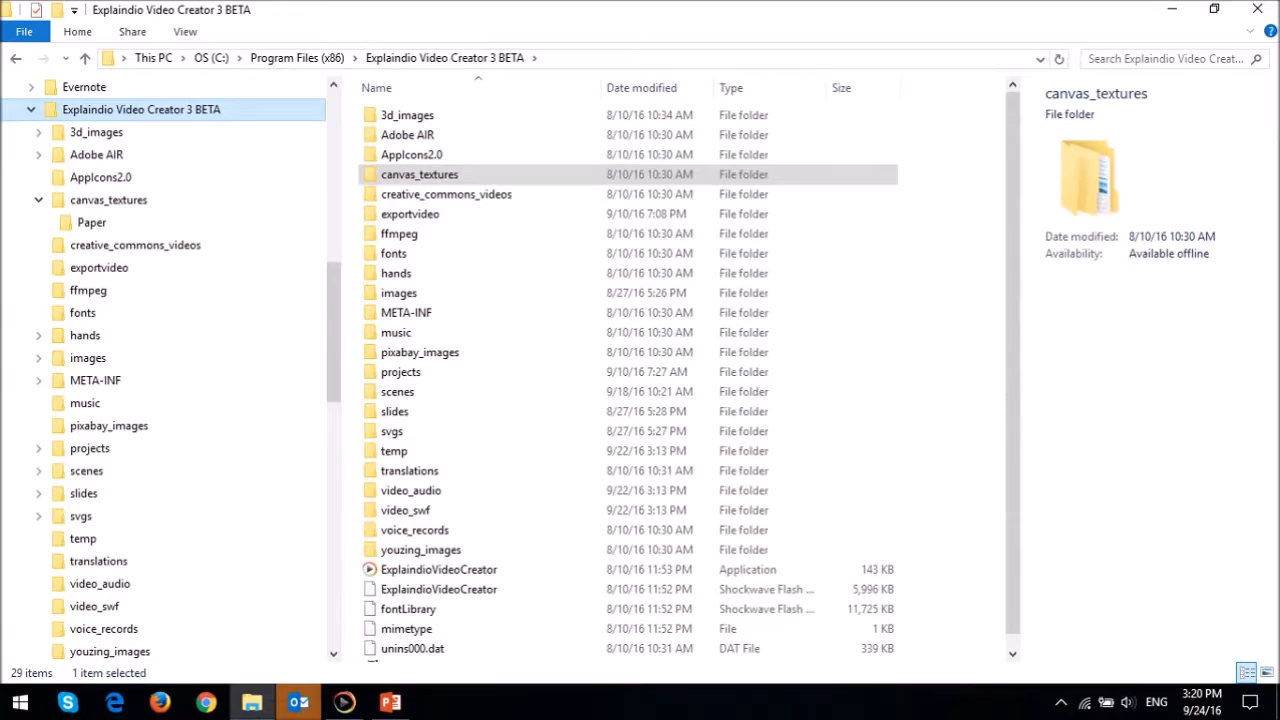 Explaindio Video Creator 3 BETA
File Home Share View
This PC OS (C:) Program Files (x86) Explaindio Video Creator 3 BETA Search Explaindio Video Creat...
Evernote
Explaindio Video Creator 3 BETA
3d_images
Adobe AIR
AppIcons2.0
canvas_textures
Paper
creative_commons_videos
exportvideo
ffmpeg
fonts
hands
images
META-INF
music
pixabay_images
projects
scenes
slides
svgs
temp
translations
video_audio
video_swf
voice_records
youzing_images
Name Date modified Type Size
3d_images 8/10/16 10:34 AM File folder
Adobe AIR 8/10/16 10:30 AM File folder
AppIcons2.0 8/10/16 10:30 AM File folder
canvas_textures 8/10/16 10:30 AM File folder
creative_commons_videos 8/10/16 10:30 AM File folder
exportvideo 9/10/16 7:08 PM File folder
ffmpeg 8/10/16 10:30 AM File folder
fonts 8/10/16 10:30 AM File folder
hands 8/10/16 10:30 AM File folder
images 8/27/16 5:26 PM File folder
META-INF 8/10/16 10:30 AM File folder
music 8/10/16 10:30 AM File folder
pixabay_images 8/10/16 10:30 AM File folder
projects 9/10/16 7:27 AM File folder
scenes 9/18/16 10:21 AM File folder
slides 8/27/16 5:28 PM File folder
svgs 8/27/16 5:27 PM File folder
temp 9/22/16 3:13 PM File folder
translations 8/10/16 10:31 AM File folder
video_audio 9/22/16 3:13 PM File folder
video_swf 9/22/16 3:13 PM File folder
voice_records 8/10/16 10:30 AM File folder
youzing_images 8/10/16 10:30 AM File folder
ExplaindioVideoCreator 8/10/16 11:53 PM Application 143 KB
ExplaindioVideoCreator 8/10/16 11:52 PM Shockwave Flash ... 5,996 KB
fontLibrary 8/10/16 11:52 PM Shockwave Flash ... 11,725 KB
mimetype 8/10/16 11:52 PM File 1 KB
unins000.dat 8/10/16 10:31 AM DAT File 339 KB
canvas_textures
File folder
Date modified: 8/10/16 10:30 AM
Availability: Available offline
29 items 1 item selected
ENG
3:20 PM
9/24/16